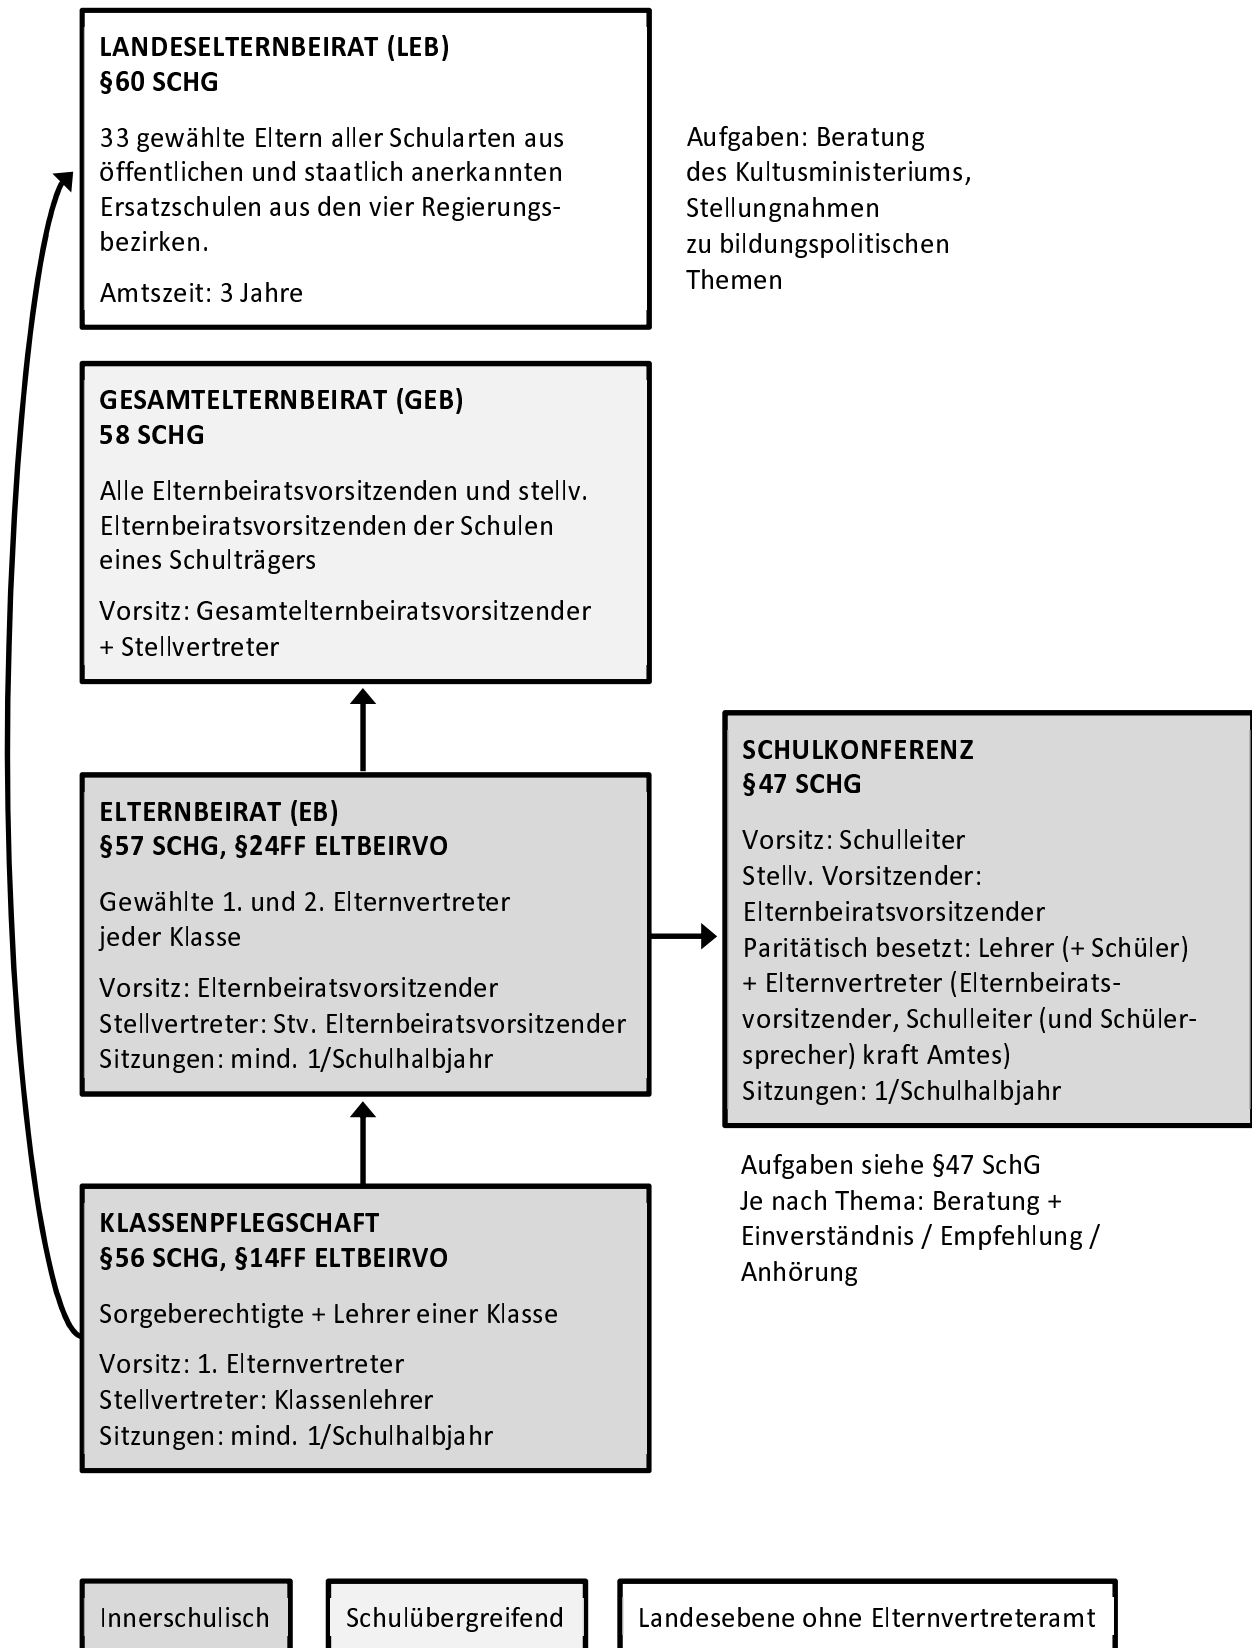 LANDESELTERNBEIRAT (LEB)
§60 SCHG
33 gewählte Eltern aller Schularten aus
öffentlichen und staatlich anerkannten
Ersatzschulen aus den vier Regierungs-
bezirken.
Amtszeit: 3 Jahre
Aufgaben: Beratung
des Kultusministeriums,
Stellungnahmen
zu bildungspolitischen
Themen
GESAMTELTERNBEIRAT (GEB)
58 SCHG
Alle Elternbeiratsvorsitzenden und stellv.
Elternbeiratsvorsitzenden der Schulen
eines Schulträgers
Vorsitz: Gesamtelternbeiratsvorsitzender
+ Stellvertreter
ELTERNBEIRAT (EB)
§57 SCHG, §24FF ELTBEIRVO
Gewählte 1. und 2. Elternvertreter
jeder Klasse
Vorsitz: Elternbeiratsvorsitzender
Stellvertreter: Stv. Elternbeiratsvorsitzender
Sitzungen: mind. 1/Schulhalbjahr
SCHULKONFERENZ
§47 SCHG
Vorsitz: Schulleiter
Stellv. Vorsitzender:
Elternbeiratsvorsitzender
Paritätisch besetzt: Lehrer (+ Schüler)
+ Elternvertreter (Elternbeirats-
vorsitzender, Schulleiter (und Schüler-
sprecher) kraft Amtes)
Sitzungen: 1/Schulhalbjahr
Aufgaben siehe §47 SchG
Je nach Thema: Beratung +
Einverständnis / Empfehlung /
Anhörung
KLASSENPFLEGSCHAFT
§56 SCHG, §14FF ELTBEIRVO
Sorgeberechtigte + Lehrer einer Klasse
Vorsitz: 1. Elternvertreter
Stellvertreter: Klassenlehrer
Sitzungen: mind. 1/Schulhalbjahr
Innerschulisch
Schulübergreifend
Landesebene ohne Elternvertreteramt